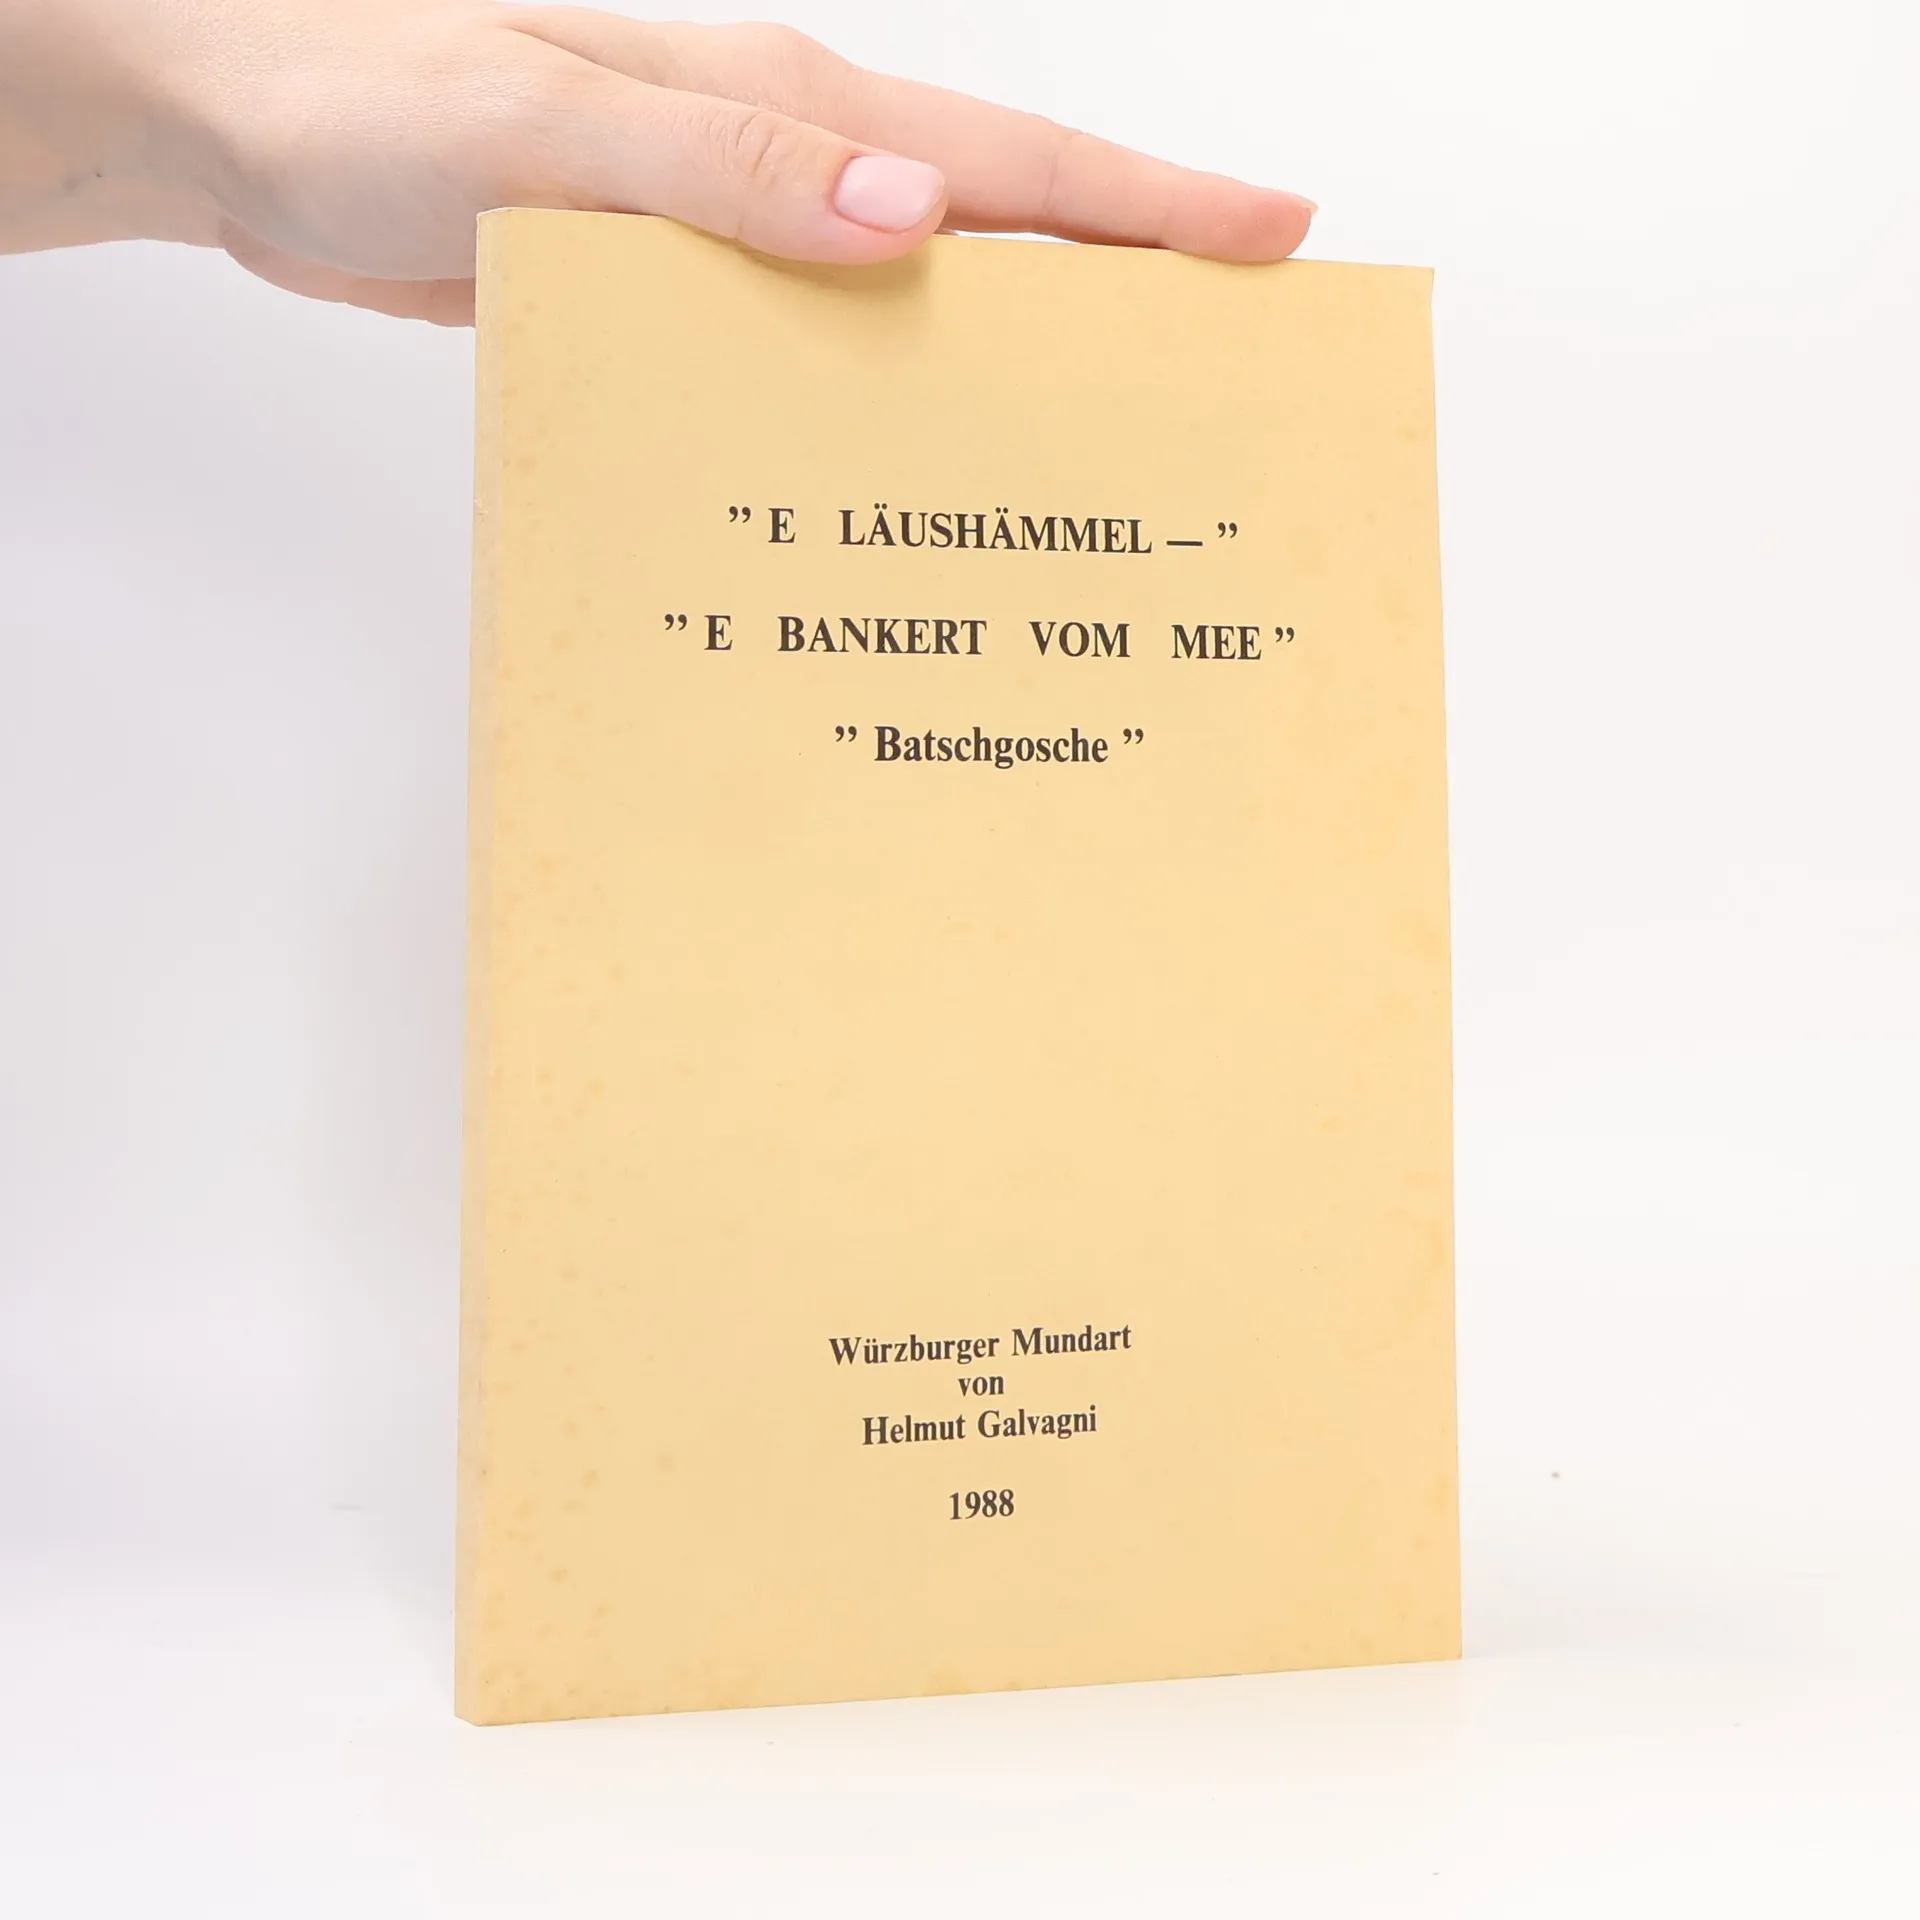 ” E LÄUSHÄMMEL — ”
” E BANKERT VOM MEE ”
” Batschgosche ”
Würzburger Mundart
von
Helmut Galvagni
1988